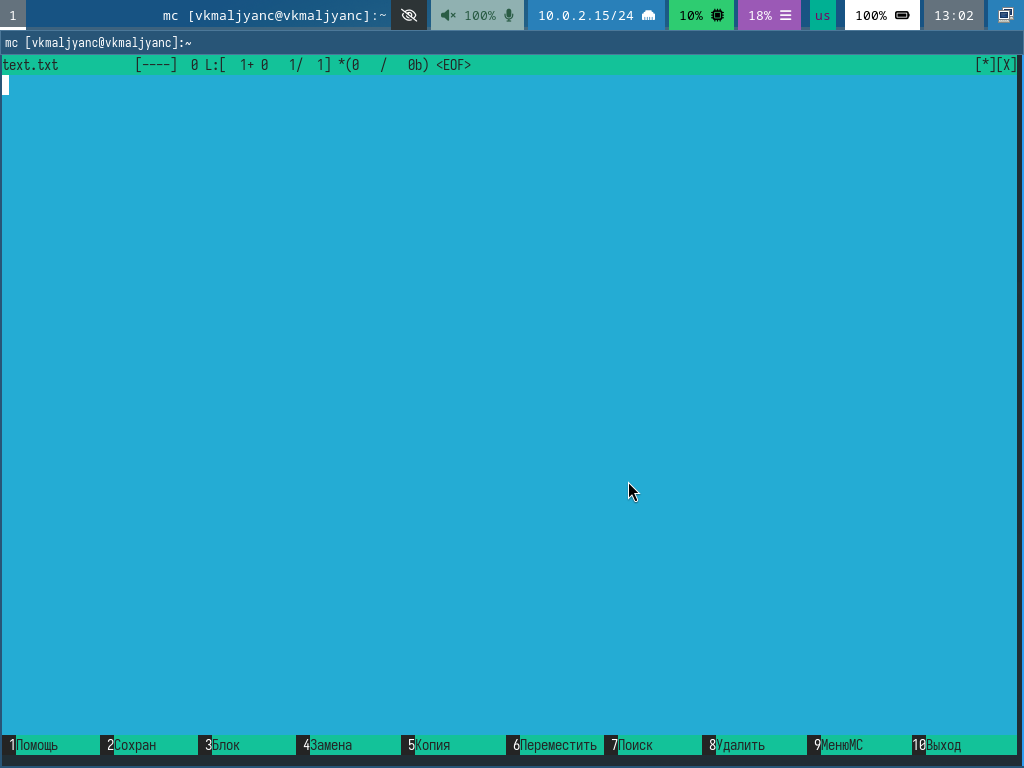 1 mc [vkmaljyanc@vkmaljyanc]:~ 100% 10.0.2.15/24 10% 18% us 100% 13:02
mc [vkmaljyanc@vkmaljyanc]:~
text.txt [----] 0 L:[ 1+ 0 1/ 1] *(0 / 0b) <EOF> [*][X]
1Помощь 2Сохран 3Блок 4Замена 5Копия 6Переместить 7Поиск 8Удалить 9МенюMC 10Выход